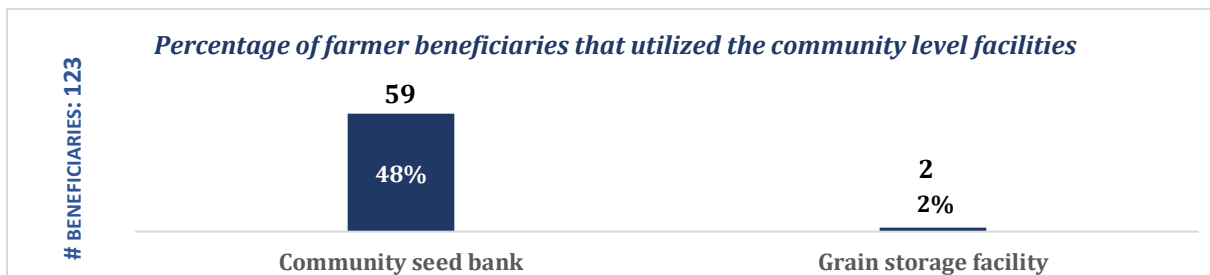 Percentage of farmer beneficiaries that utilized the community level facilities
# BENEFICIARIES: 123
59
48%
2
2%
Community seed bank
Grain storage facility